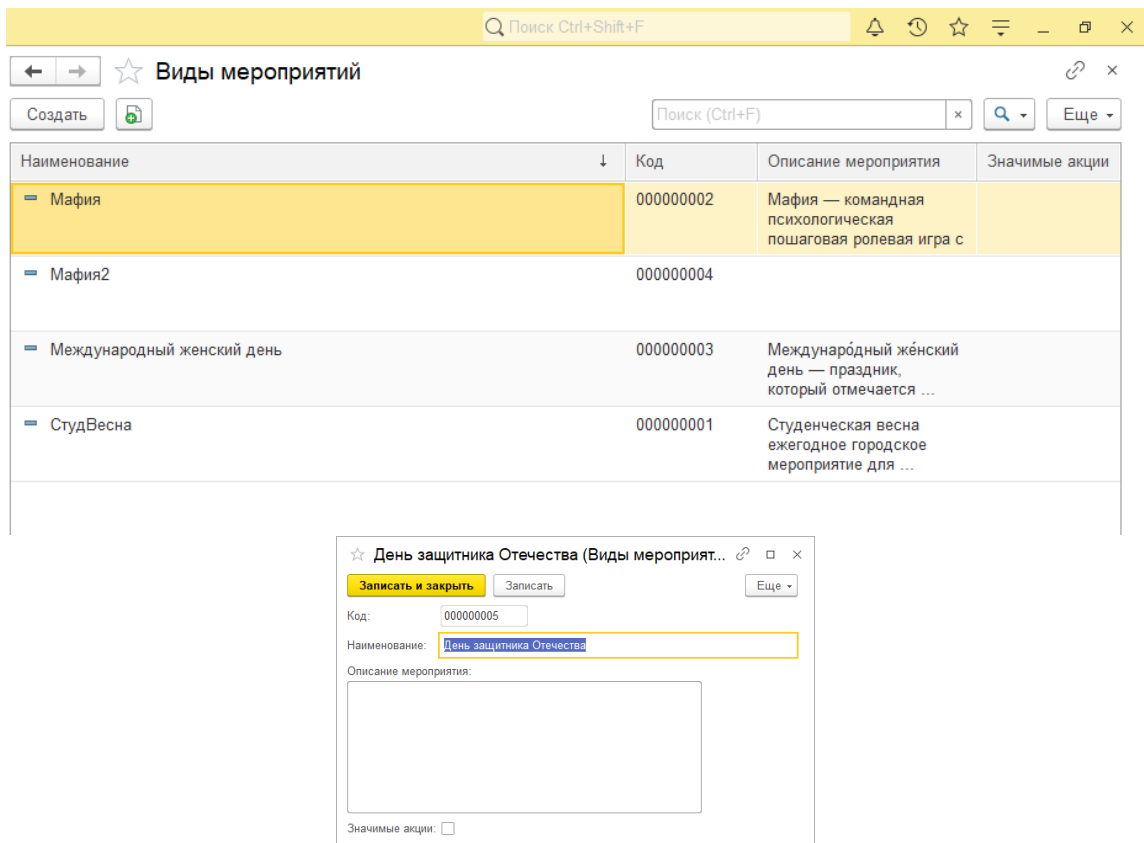 Поиск Ctrl+Shift+F
Виды мероприятий
Создать
Поиск (Ctrl+F)
Еще
Наименование
Код
Описание мероприятия
Значимые акции
Мафия
000000002
Мафия — командная
психологическая
пошаговая ролевая игра с
Мафия2
000000004
Международный женский день
000000003
Междунаро́дный же́нский
день — праздник,
который отмечается ...
СтудВесна
000000001
Студенческая весна
ежегодное городское
мероприятие для ...
День защитника Отечества (Виды мероприят...
Записать и закрыть
Записать
Еще
Код:
000000005
Наименование:
День защитника Отечества
Описание мероприятия:
Значимые акции: